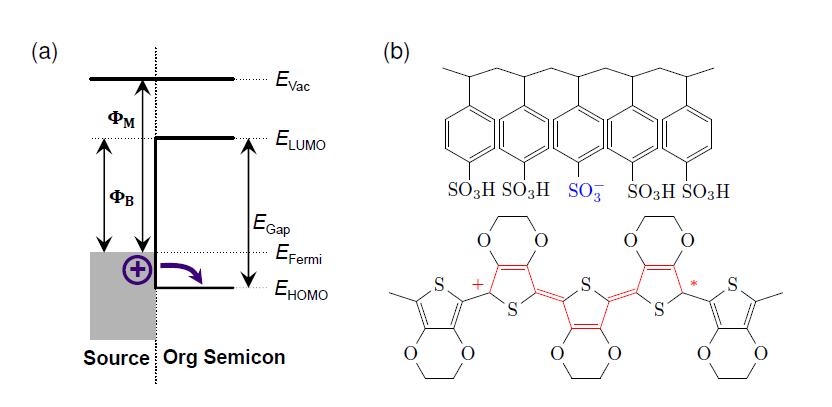 (a)
(b)
E_Vac
Φ_M
E_LUMO
Φ_B
E_Gap
E_Fermi
+
E_HOMO
Source
Org Semicon
SO₃H SO₃H SO₃⁻ SO₃H SO₃H
O O O O
S + S S *
S S
O O O O O O